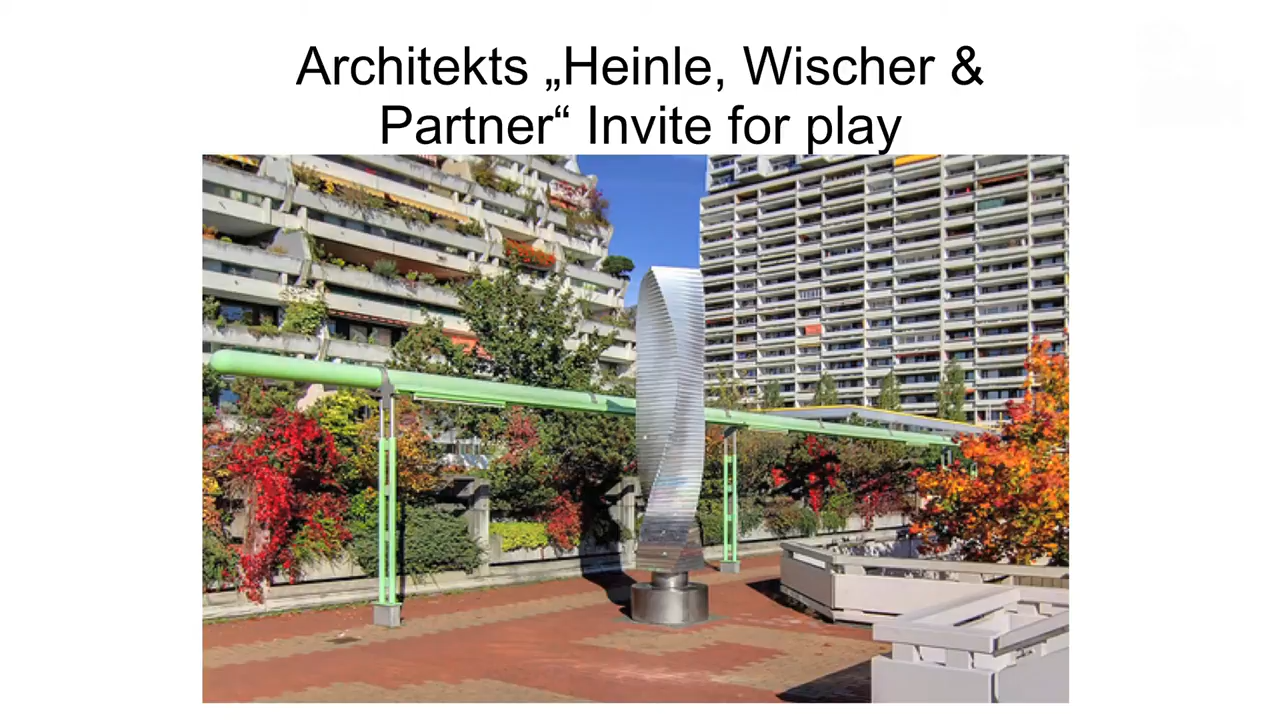 Architekts „Heinle, Wischer &
Partner“ Invite for play